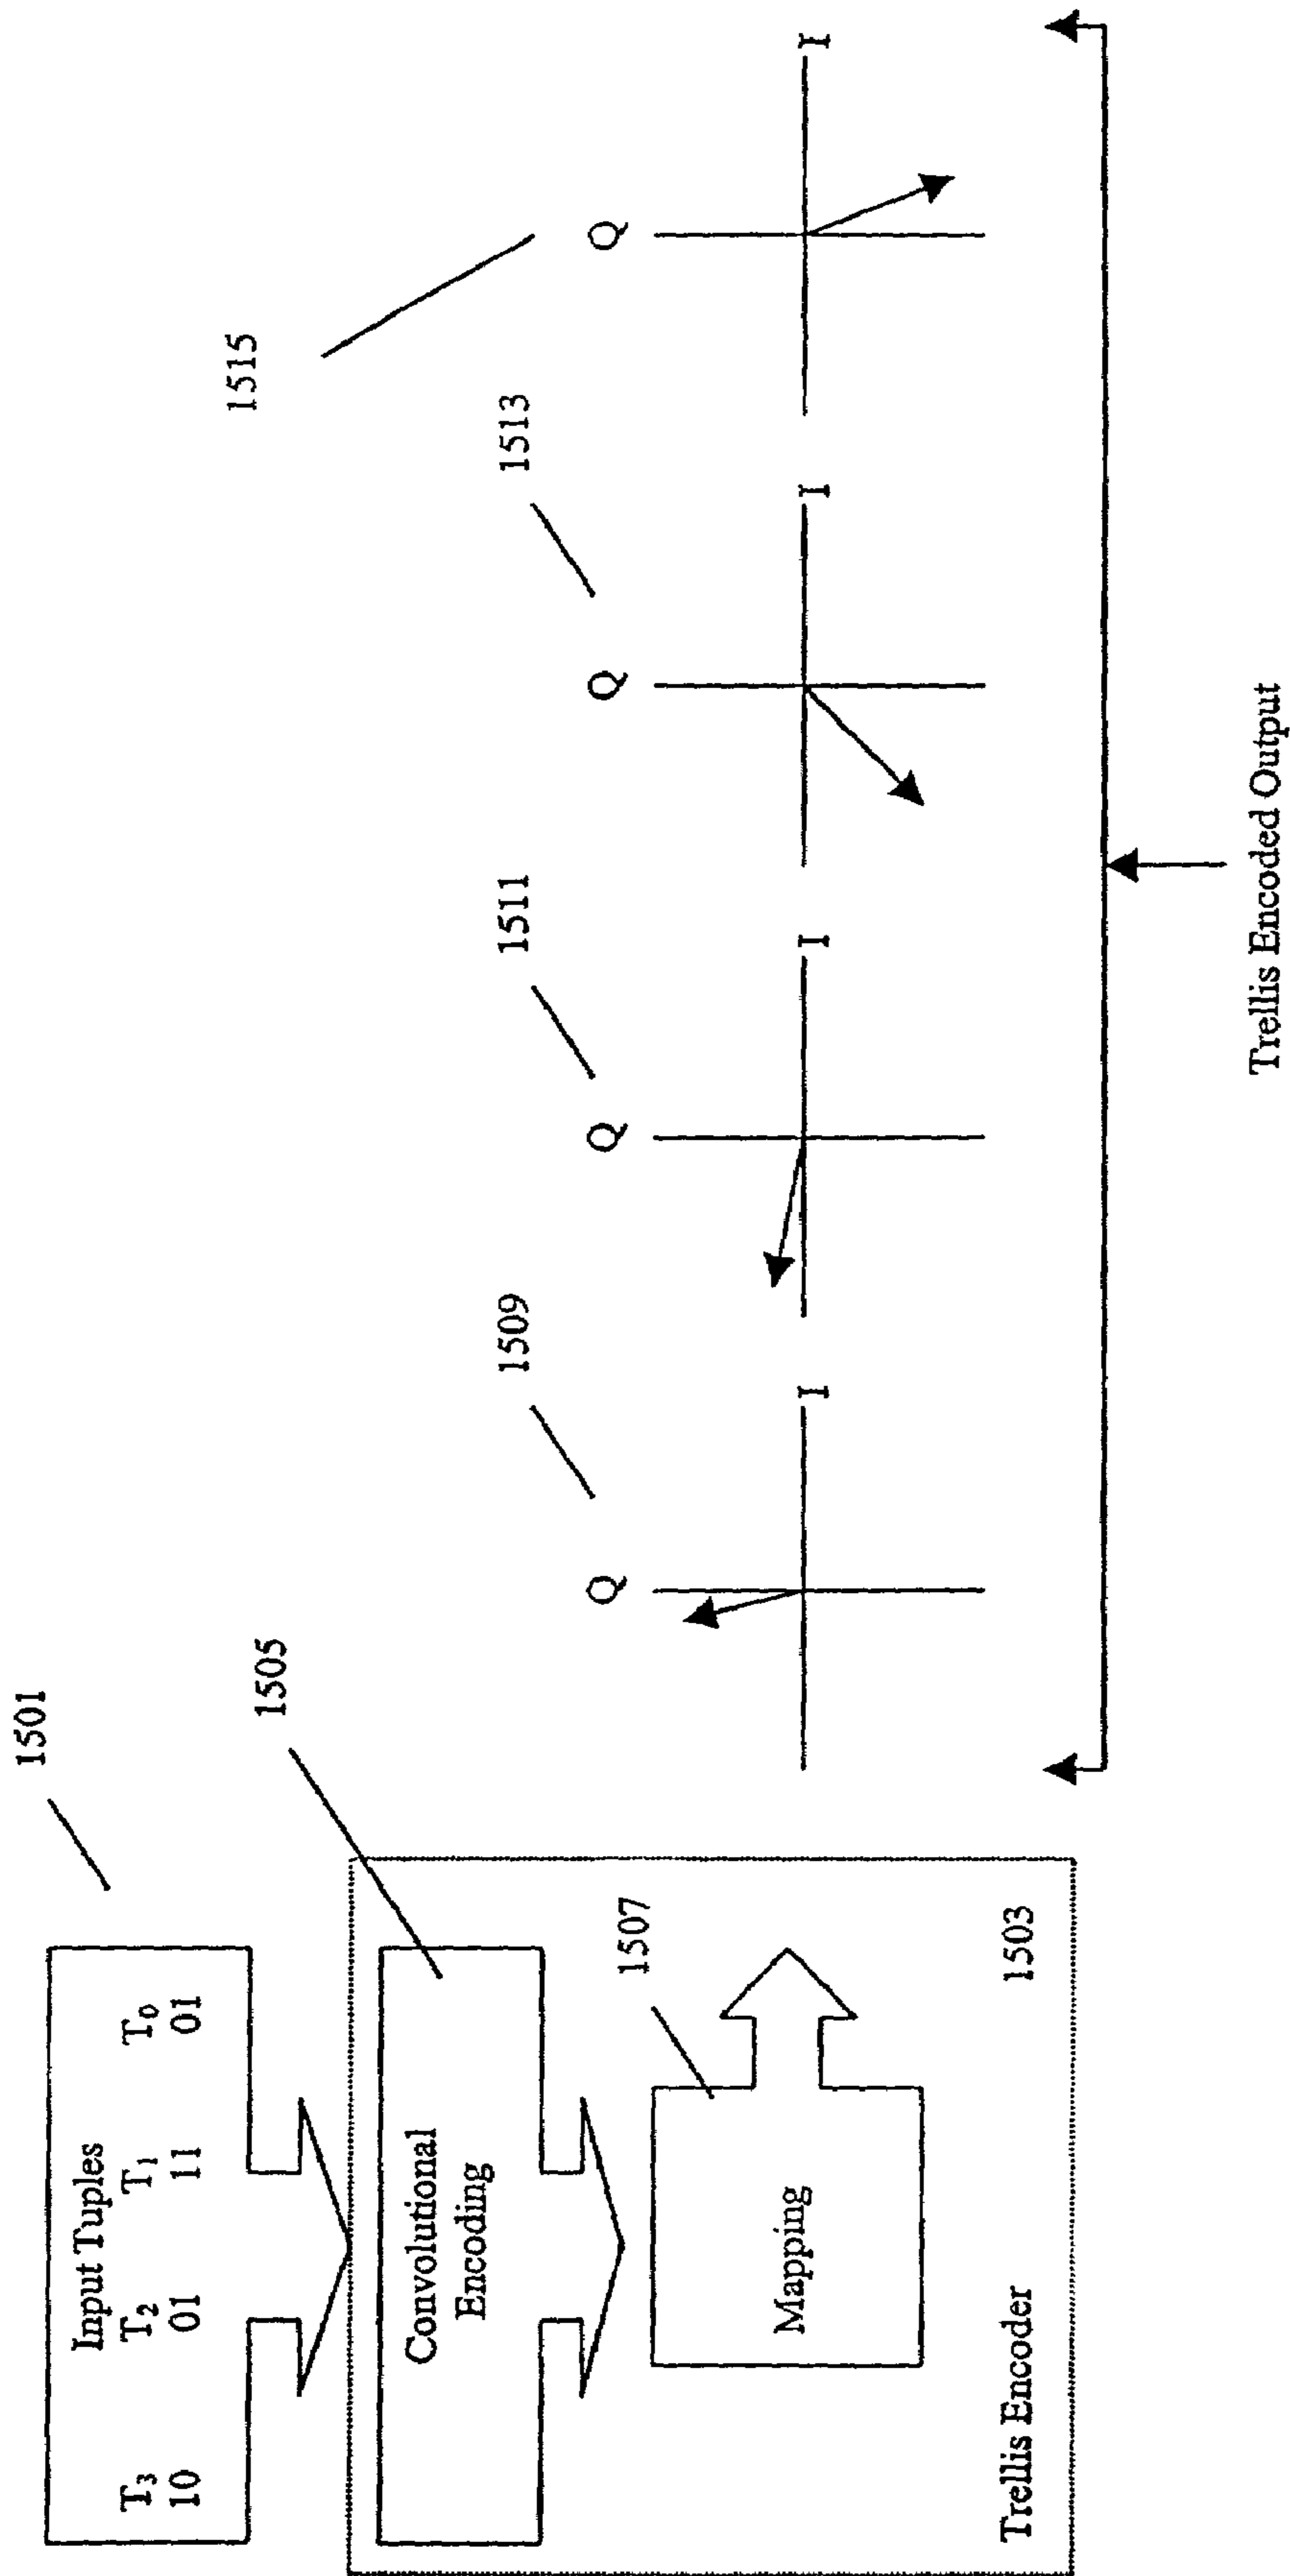 1501
Input Tuples
T3 T2 T1 T0
10 01 11 01
1505
Convolutional
Encoding
1507
Mapping
Trellis Encoder 1503
1509 1511 1513 1515
Q Q Q Q
I I I I
Trellis Encoded Output